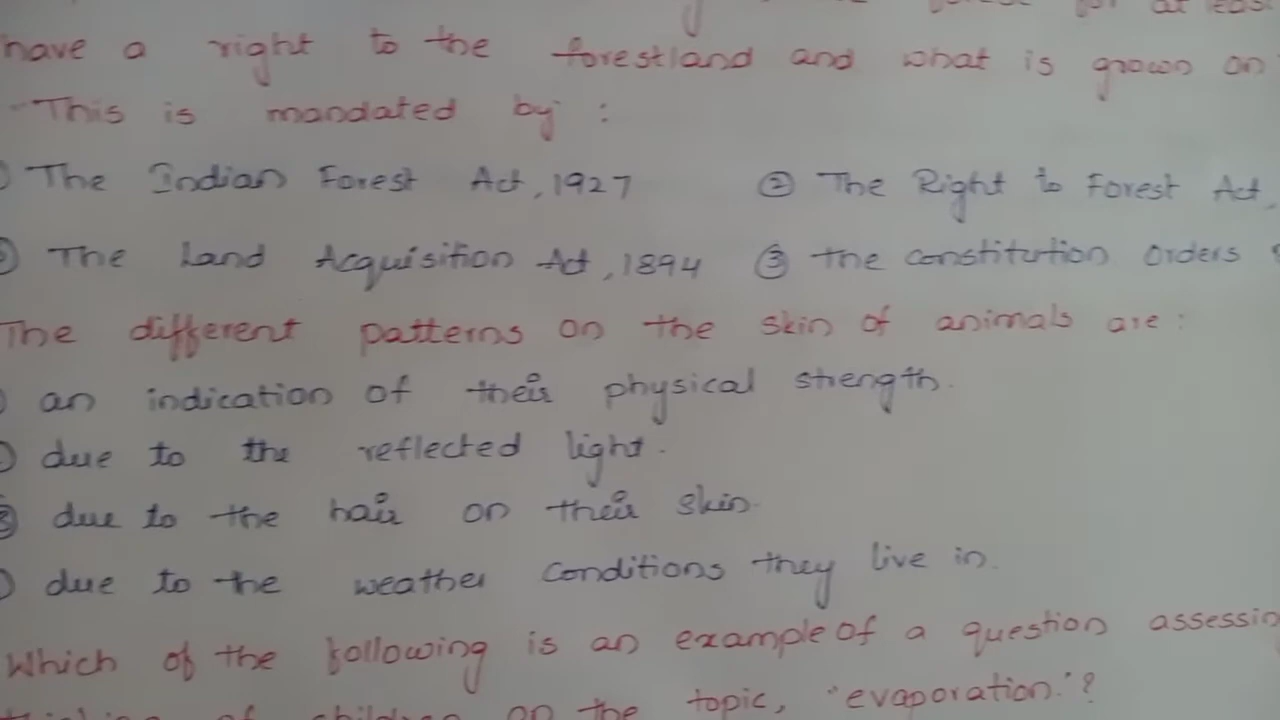 at least
have a right to the forestland and what is grown on
This is mandated by :
The Indian Forest Act, 1927 ② The Right to Forest Act,
The Land Acquisition Act, 1894 ③ the constitution orders
The different patterns on the skin of animals are :
an indication of their physical strength.
due to the reflected light.
③ due to the hair on their skin.
due to the weather conditions they live in.
Which of the following is an example of a question assessin
of children on the topic, "evaporation."?